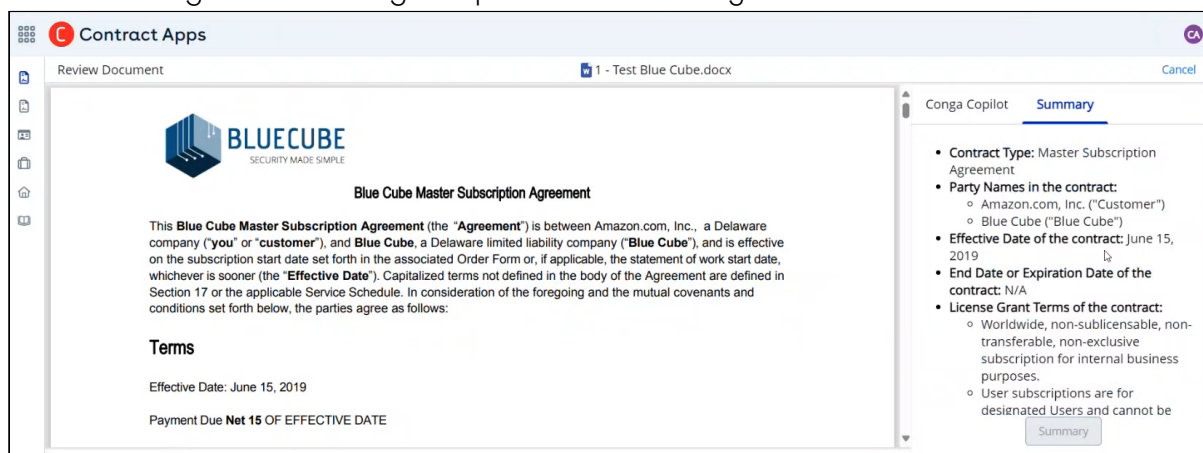 Contract Apps
CA
Review Document
1 - Test Blue Cube.docx
Cancel
BLUECUBE
SECURITY MADE SIMPLE
Blue Cube Master Subscription Agreement
This Blue Cube Master Subscription Agreement (the “Agreement”) is between Amazon.com, Inc., a Delaware
company (“you” or “customer”), and Blue Cube, a Delaware limited liability company (“Blue Cube”), and is effective
on the subscription start date set forth in the associated Order Form or, if applicable, the statement of work start date,
whichever is sooner (the “Effective Date”). Capitalized terms not defined in the body of the Agreement are defined in
Section 17 or the applicable Service Schedule. In consideration of the foregoing and the mutual covenants and
conditions set forth below, the parties agree as follows:
Terms
Effective Date: June 15, 2019
Payment Due Net 15 OF EFFECTIVE DATE
Conga Copilot
Summary
• Contract Type: Master Subscription
Agreement
• Party Names in the contract:
◦ Amazon.com, Inc. ("Customer")
◦ Blue Cube ("Blue Cube")
• Effective Date of the contract: June 15,
2019
• End Date or Expiration Date of the
contract: N/A
• License Grant Terms of the contract:
◦ Worldwide, non-sublicensable, non-
transferable, non-exclusive
subscription for internal business
purposes.
◦ User subscriptions are for
designated Users and cannot be
Summary